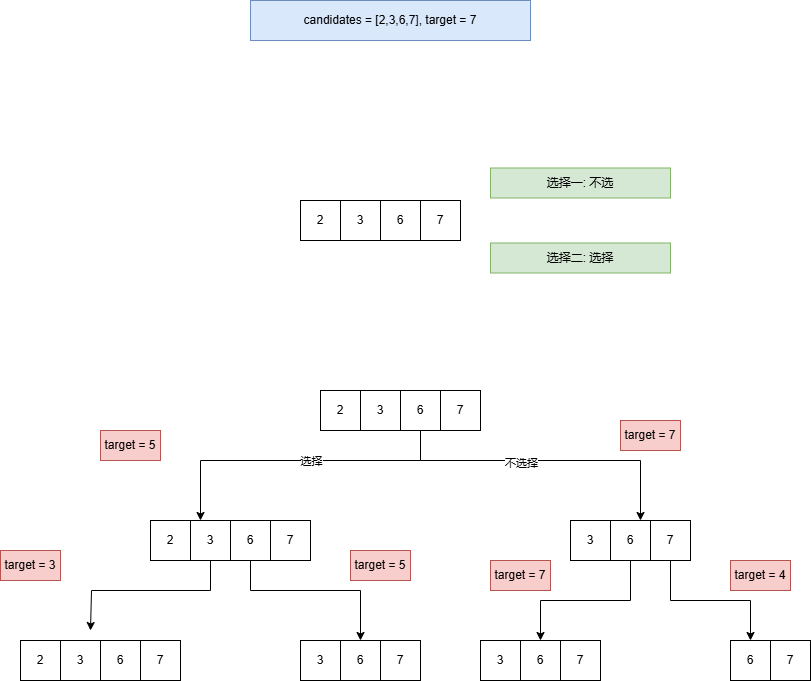 candidates = [2,3,6,7], target = 7
选择一: 不选
2 3 6 7
选择二: 选择
2 3 6 7
target = 5
target = 7
选择
不选择
2 3 6 7
3 6 7
target = 3
target = 5
target = 7
target = 4
2 3 6 7
3 6 7
3 6 7
6 7